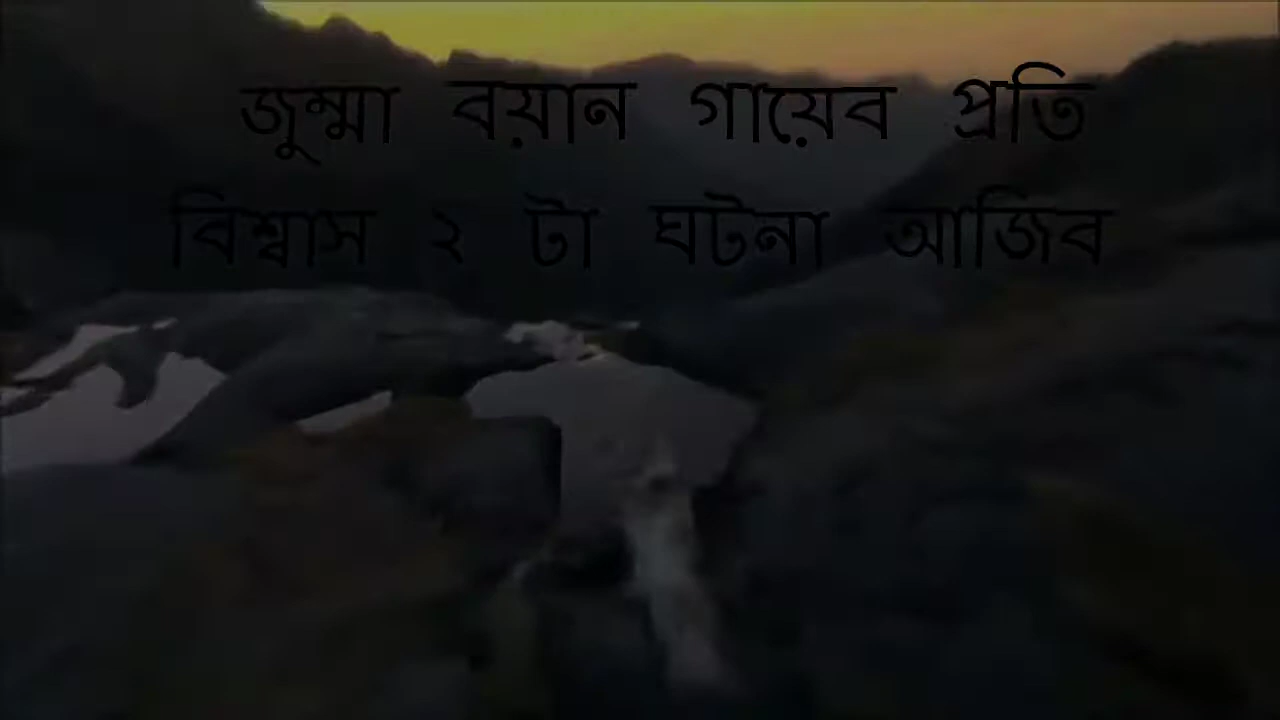 জুম্মা বয়ান গায়েব প্রতি
বিশ্বাস ২ টা ঘটনা আজিব